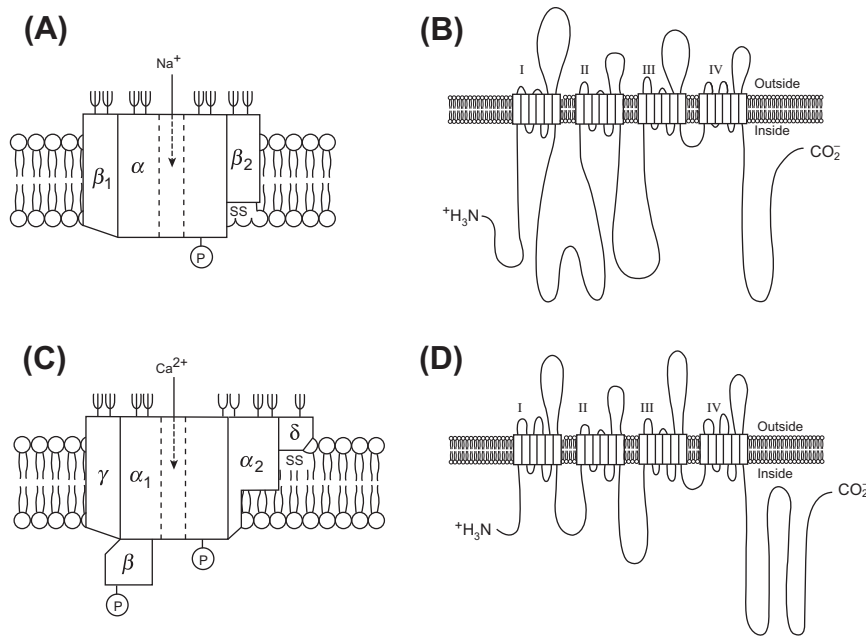 (A)
Na+
β1
α
β2
SS
P
(B)
I
II
III
IV
Outside
Inside
CO2−
+H3N
(C)
Ca2+
γ
α1
α2
δ
SS
β
P
P
(D)
I
II
III
IV
Outside
Inside
CO2−
+H3N